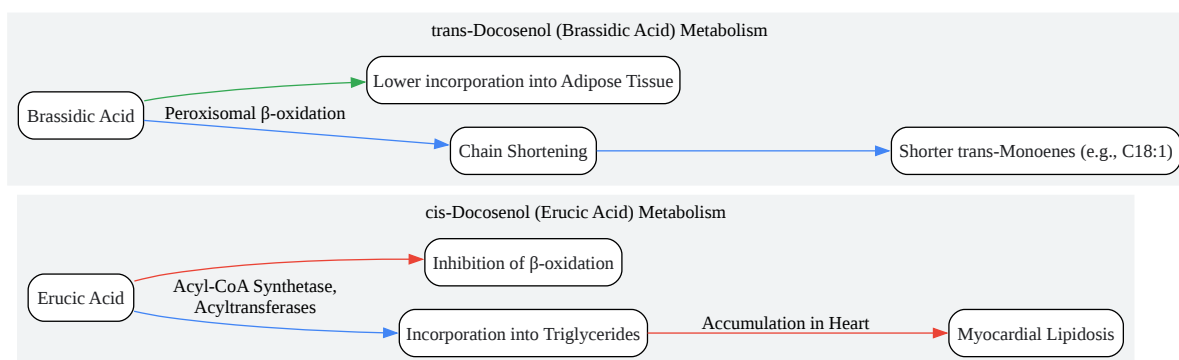 trans-Docosenol (Brassidic Acid) Metabolism
Lower incorporation into Adipose Tissue
Brassidic Acid
Peroxisomal β-oxidation
Chain Shortening
Shorter trans-Monoenes (e.g., C18:1)
cis-Docosenol (Erucic Acid) Metabolism
Inhibition of β-oxidation
Erucic Acid
Acyl-CoA Synthetase,
Acyltransferases
Incorporation into Triglycerides
Accumulation in Heart
Myocardial Lipidosis